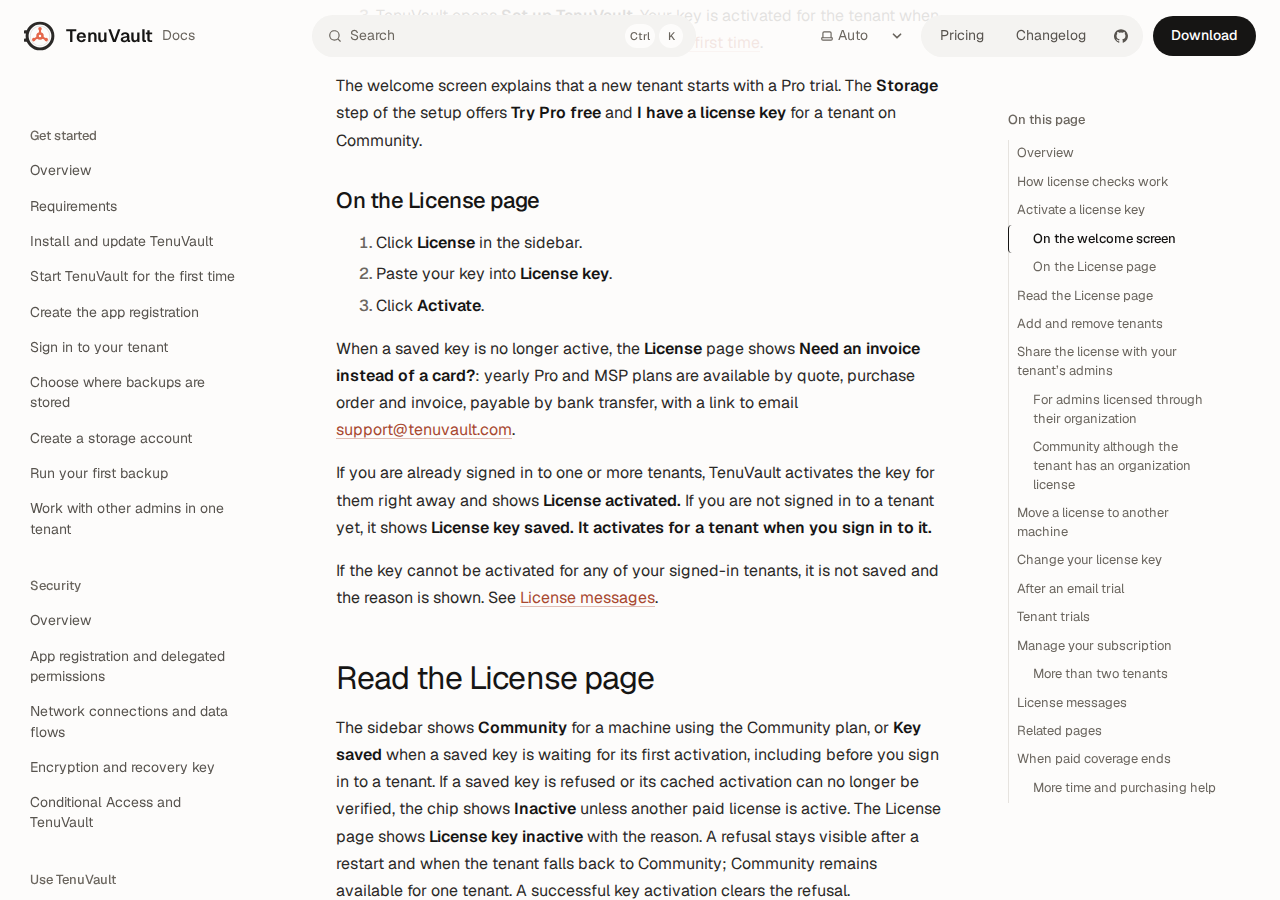 TenuVault Docs
Search
Ctrl
K
Auto
Pricing
Changelog
Download
3. TenuVault opens Set up TenuVault. Your key is activated for the tenant when
first time.
Get started
Overview
Requirements
Install and update TenuVault
Start TenuVault for the first time
Create the app registration
Sign in to your tenant
Choose where backups are
stored
Create a storage account
Run your first backup
Work with other admins in one
tenant
Security
Overview
App registration and delegated
permissions
Network connections and data
flows
Encryption and recovery key
Conditional Access and
TenuVault
Use TenuVault
The welcome screen explains that a new tenant starts with a Pro trial. The Storage
step of the setup offers Try Pro free and I have a license key for a tenant on
Community.
On the License page
1. Click License in the sidebar.
2. Paste your key into License key.
3. Click Activate.
When a saved key is no longer active, the License page shows Need an invoice
instead of a card?: yearly Pro and MSP plans are available by quote, purchase
order and invoice, payable by bank transfer, with a link to email
support@tenuvault.com.
If you are already signed in to one or more tenants, TenuVault activates the key for
them right away and shows License activated. If you are not signed in to a tenant
yet, it shows License key saved. It activates for a tenant when you sign in to it.
If the key cannot be activated for any of your signed-in tenants, it is not saved and
the reason is shown. See License messages.
Read the License page
The sidebar shows Community for a machine using the Community plan, or Key
saved when a saved key is waiting for its first activation, including before you sign
in to a tenant. If a saved key is refused or its cached activation can no longer be
verified, the chip shows Inactive unless another paid license is active. The License
page shows License key inactive with the reason. A refusal stays visible after a
restart and when the tenant falls back to Community; Community remains
available for one tenant. A successful key activation clears the refusal.
On this page
Overview
How license checks work
Activate a license key
On the welcome screen
On the License page
Read the License page
Add and remove tenants
Share the license with your
tenant's admins
For admins licensed through
their organization
Community although the
tenant has an organization
license
Move a license to another
machine
Change your license key
After an email trial
Tenant trials
Manage your subscription
More than two tenants
License messages
Related pages
When paid coverage ends
More time and purchasing help